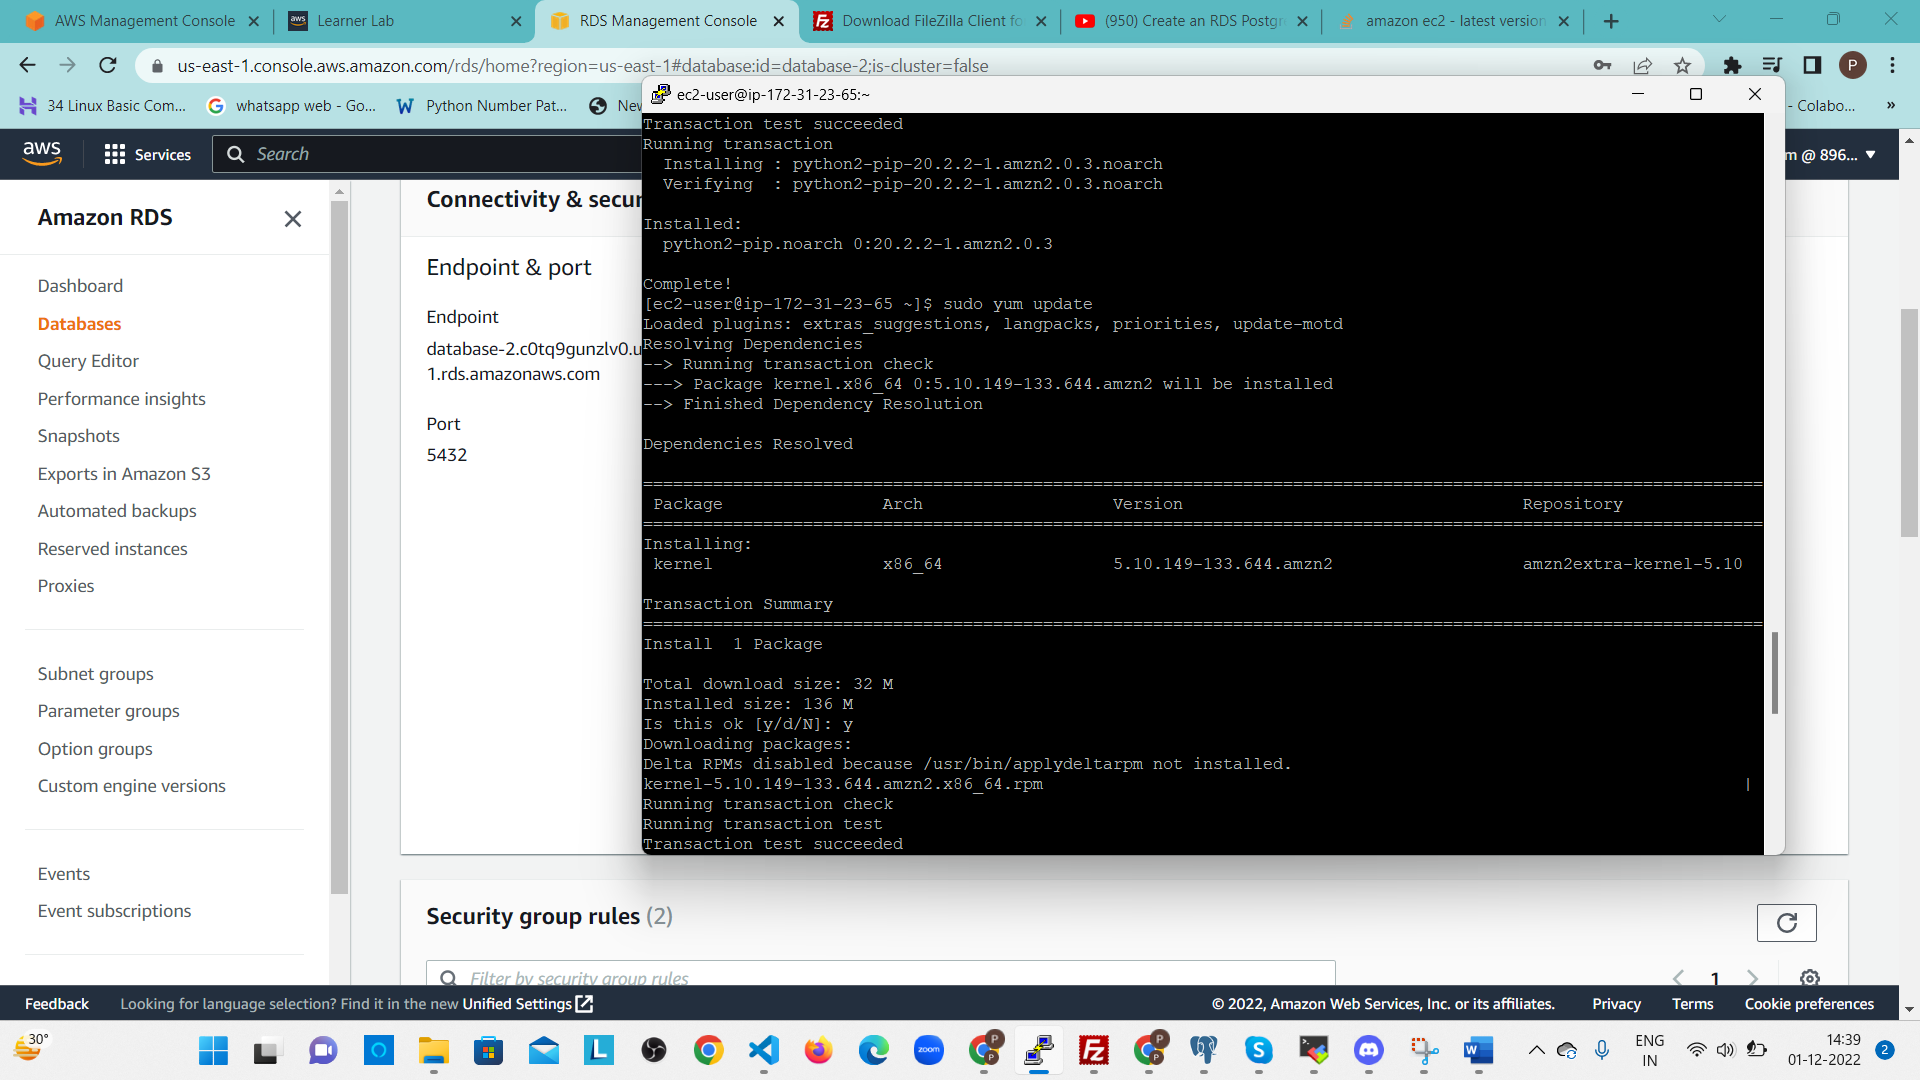 AWS Management Console
aws Learner Lab
RDS Management Console
Download FileZilla Client fo
(950) Create an RDS Postgr
amazon ec2 - latest version
us-east-1.console.aws.amazon.com/rds/home?region=us-east-1#database:id=database-2;is-cluster=false
P
34 Linux Basic Com...
whatsapp web - Go...
Python Number Pat...
- Colabo...
»
aws
Services
Search
m @ 896...
Amazon RDS
Dashboard
Databases
Query Editor
Performance insights
Snapshots
Exports in Amazon S3
Automated backups
Reserved instances
Proxies
Subnet groups
Parameter groups
Option groups
Custom engine versions
Events
Event subscriptions
Connectivity & secur
Endpoint & port
Endpoint
database-2.c0tq9gunzlv0.u
1.rds.amazonaws.com
Port
5432
ec2-user@ip-172-31-23-65:~
Transaction test succeeded
Running transaction
Installing : python2-pip-20.2.2-1.amzn2.0.3.noarch
Verifying  : python2-pip-20.2.2-1.amzn2.0.3.noarch
Installed:
python2-pip.noarch 0:20.2.2-1.amzn2.0.3
Complete!
[ec2-user@ip-172-31-23-65 ~]$ sudo yum update
Loaded plugins: extras_suggestions, langpacks, priorities, update-motd
Resolving Dependencies
--> Running transaction check
---> Package kernel.x86_64 0:5.10.149-133.644.amzn2 will be installed
--> Finished Dependency Resolution
Dependencies Resolved
Package Arch Version Repository
Installing:
kernel x86_64 5.10.149-133.644.amzn2 amzn2extra-kernel-5.10
Transaction Summary
Install  1 Package
Total download size: 32 M
Installed size: 136 M
Is this ok [y/d/N]: y
Downloading packages:
Delta RPMs disabled because /usr/bin/applydeltarpm not installed.
kernel-5.10.149-133.644.amzn2.x86_64.rpm |
Running transaction check
Running transaction test
Transaction test succeeded
Security group rules (2)
Filter by security group rules
1
Feedback
Looking for language selection? Find it in the new Unified Settings
© 2022, Amazon Web Services, Inc. or its affiliates.
Privacy
Terms
Cookie preferences
30°
zoom
ENG
IN
14:39
01-12-2022
2